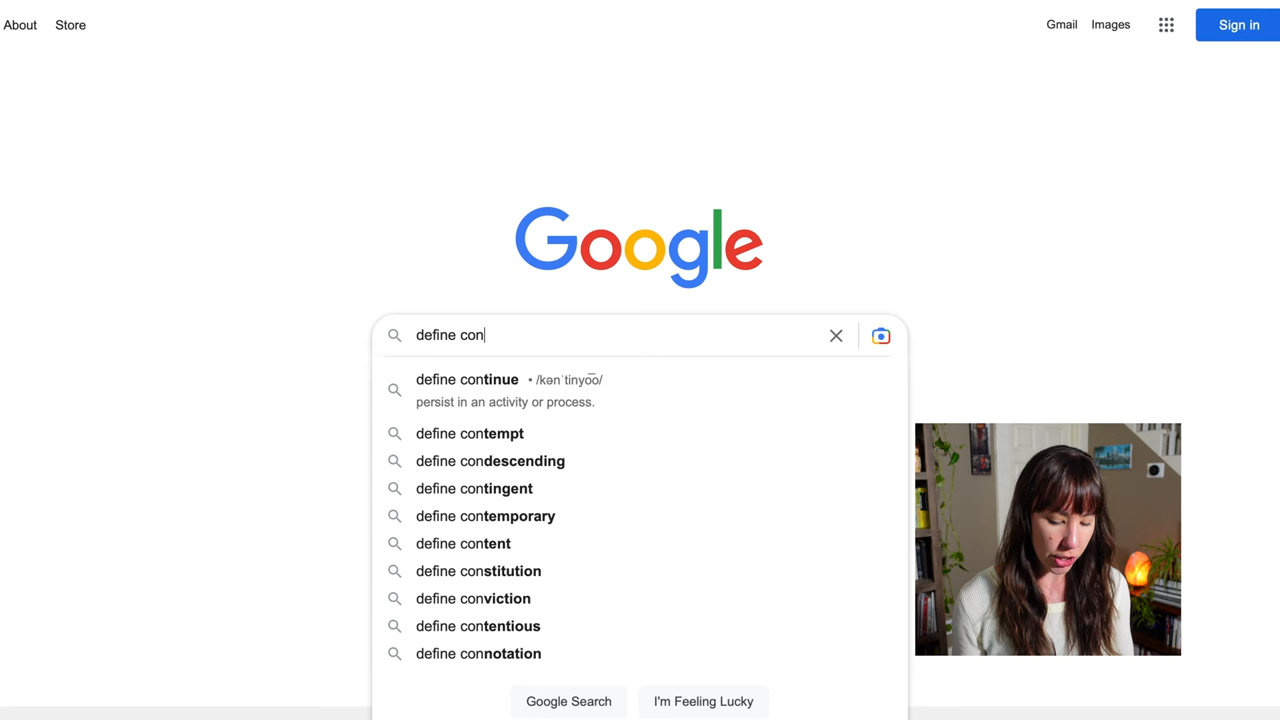 About Store Gmail Images Sign in
Google
define con
define continue • /kənˈtinyo͞o/
persist in an activity or process.
define contempt
define condescending
define contingent
define contemporary
define content
define constitution
define conviction
define contentious
define connotation
Google Search I'm Feeling Lucky